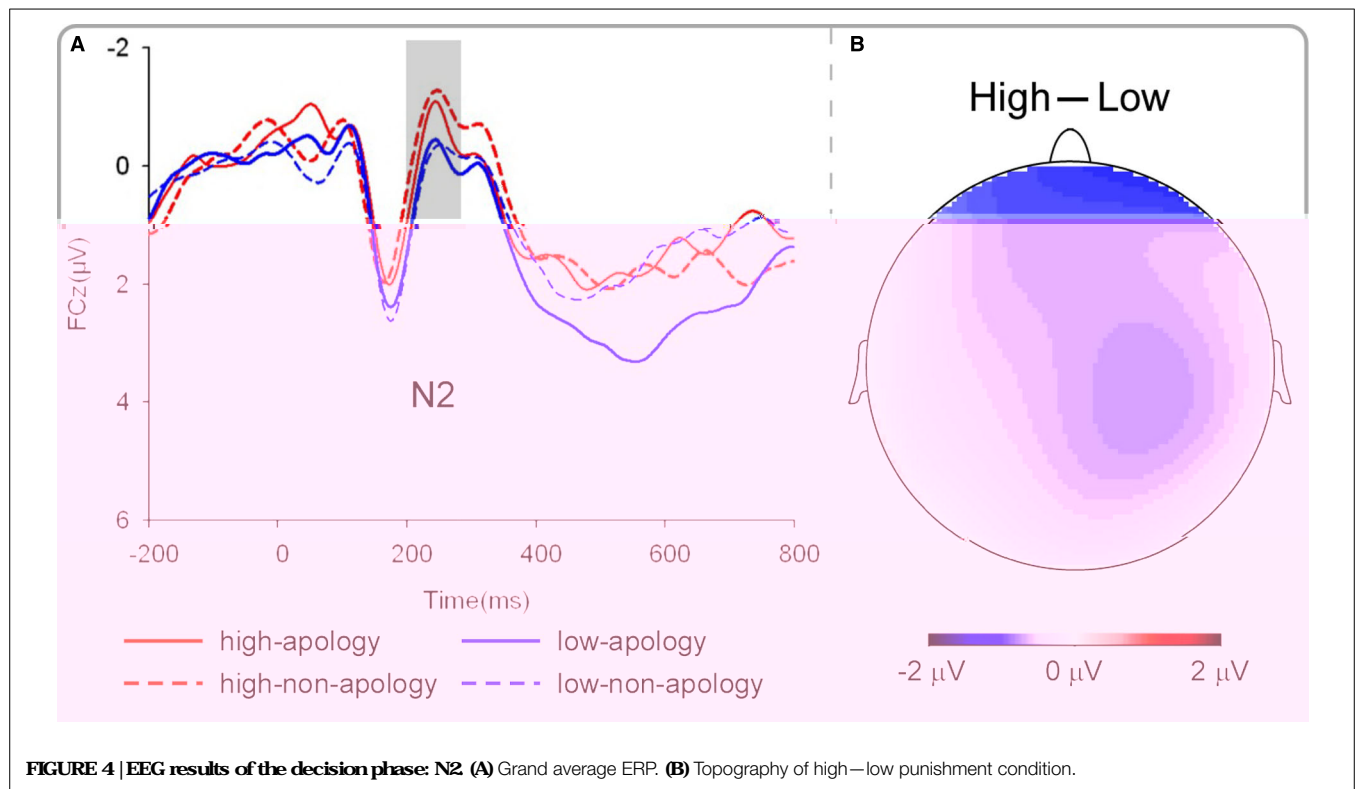 A
B
High — Low
-2
0
2
4
6
FCz(μV)
N2
-200 0 200 400 600 800
Time(ms)
high-apology
low-apology
high-non-apology
low-non-apology
-2 μV 0 μV 2 μV
FIGURE 4 | EEG results of the decision phase: N2. (A) Grand average ERP. (B) Topography of high—low punishment condition.